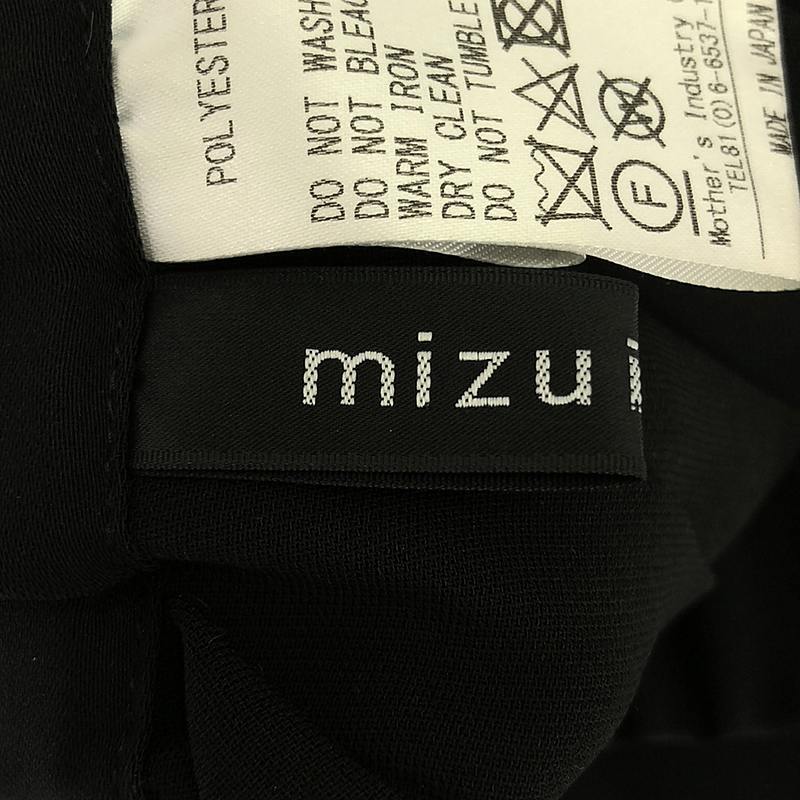 POLYESTER
DO NOT WASH
DO NOT BLEAC
WARM IRON
DRY CLEAN
DO NOT TUMBLE
F
Mother's Industry
TEL81(0)6-6537-1
MADE IN JAPAN
mizu i